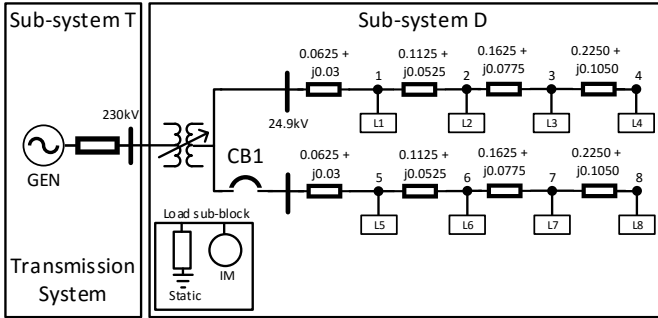 Sub-system T
Sub-system D
0.0625 +
j0.03
0.1125 +
j0.0525
0.1625 +
j0.0775
0.2250 +
j0.1050
1
2
3
4
L1
L2
L3
L4
230kV
24.9kV
GEN
CB1
0.0625 +
j0.03
0.1125 +
j0.0525
0.1625 +
j0.0775
0.2250 +
j0.1050
5
6
7
8
L5
L6
L7
L8
Load sub-block
Static
IM
Transmission
System